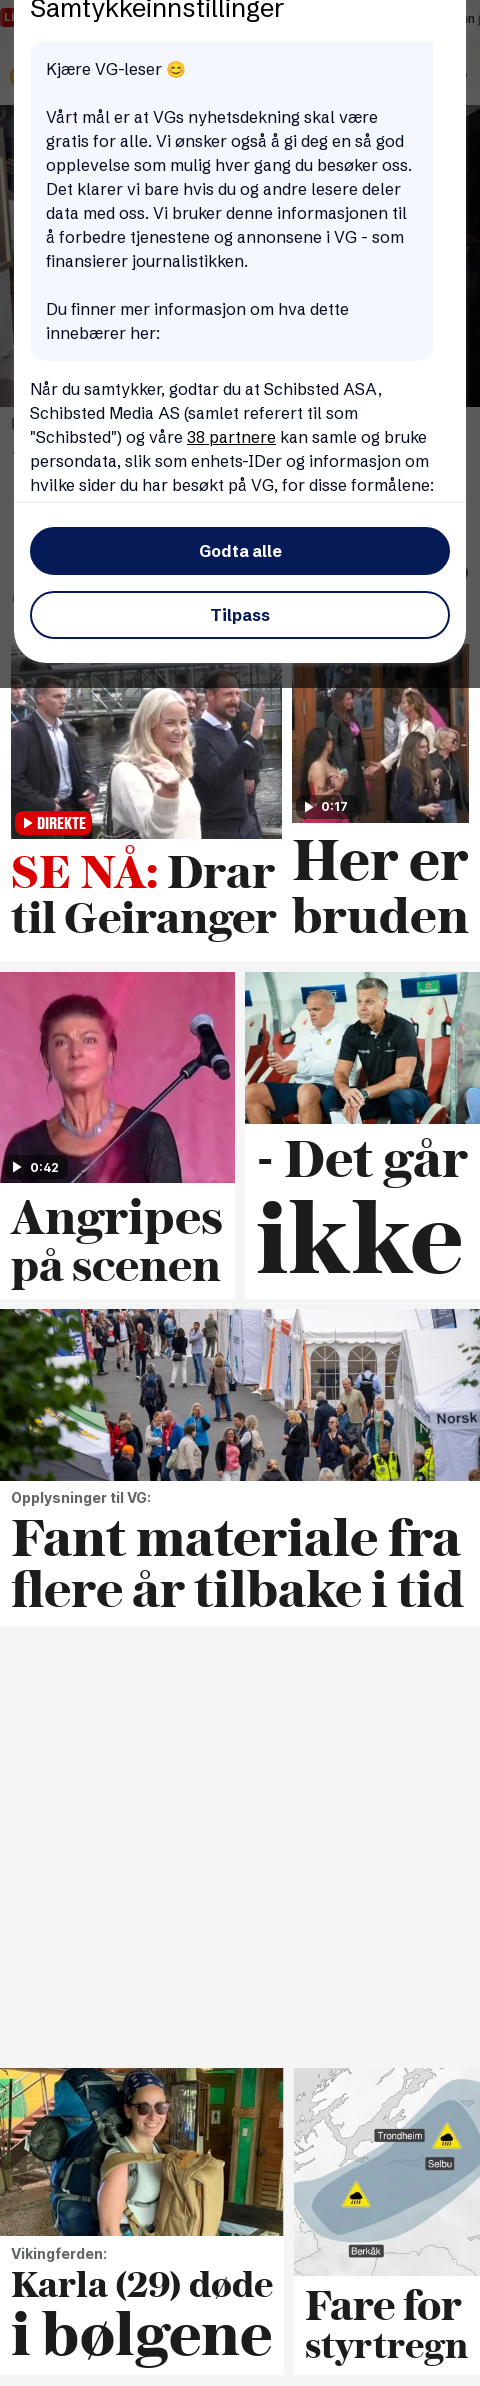 Samtykkeinnstillinger
Kjære VG-leser 😊
Vårt mål er at VGs nyhetsdekning skal være
gratis for alle. Vi ønsker også å gi deg en så god
opplevelse som mulig hver gang du besøker oss.
Det klarer vi bare hvis du og andre lesere deler
data med oss. Vi bruker denne informasjonen til
å forbedre tjenestene og annonsene i VG - som
finansierer journalistikken.
Du finner mer informasjon om hva dette
innebærer her:
Når du samtykker, godtar du at Schibsted ASA,
Schibsted Media AS (samlet referert til som
"Schibsted") og våre 38 partnere kan samle og bruke
persondata, slik som enhets-IDer og informasjon om
hvilke sider du har besøkt på VG, for disse formålene:
Godta alle
Tilpass
DIREKTE
SE NÅ: Drar
til Geiranger
0:17
Her er
bruden
0:42
Angripes
på scenen
Heineken
- Det går
ikke
Norsk
Opplysninger til VG:
Fant materiale fra
flere år tilbake i tid
Vikingferden:
Karla (29) døde
i bølgene
Trondheim
Selbu
Berkåk
Fare for
styrtregn